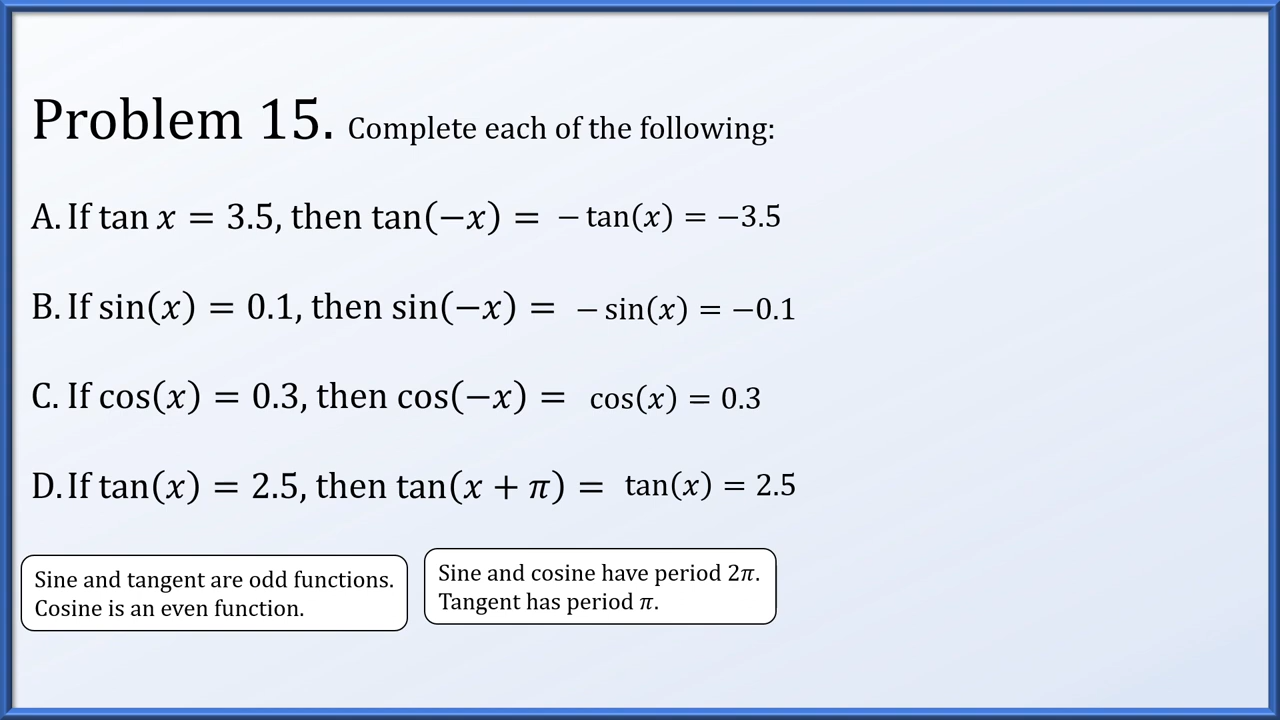 Problem 15. Complete each of the following:
A. If tan x = 3.5, then tan(−x) = − tan(x) = −3.5
B. If sin(x) = 0.1, then sin(−x) = − sin(x) = −0.1
C. If cos(x) = 0.3, then cos(−x) = cos(x) = 0.3
D. If tan(x) = 2.5, then tan(x + π) = tan(x) = 2.5
Sine and tangent are odd functions.
Cosine is an even function.
Sine and cosine have period 2π.
Tangent has period π.